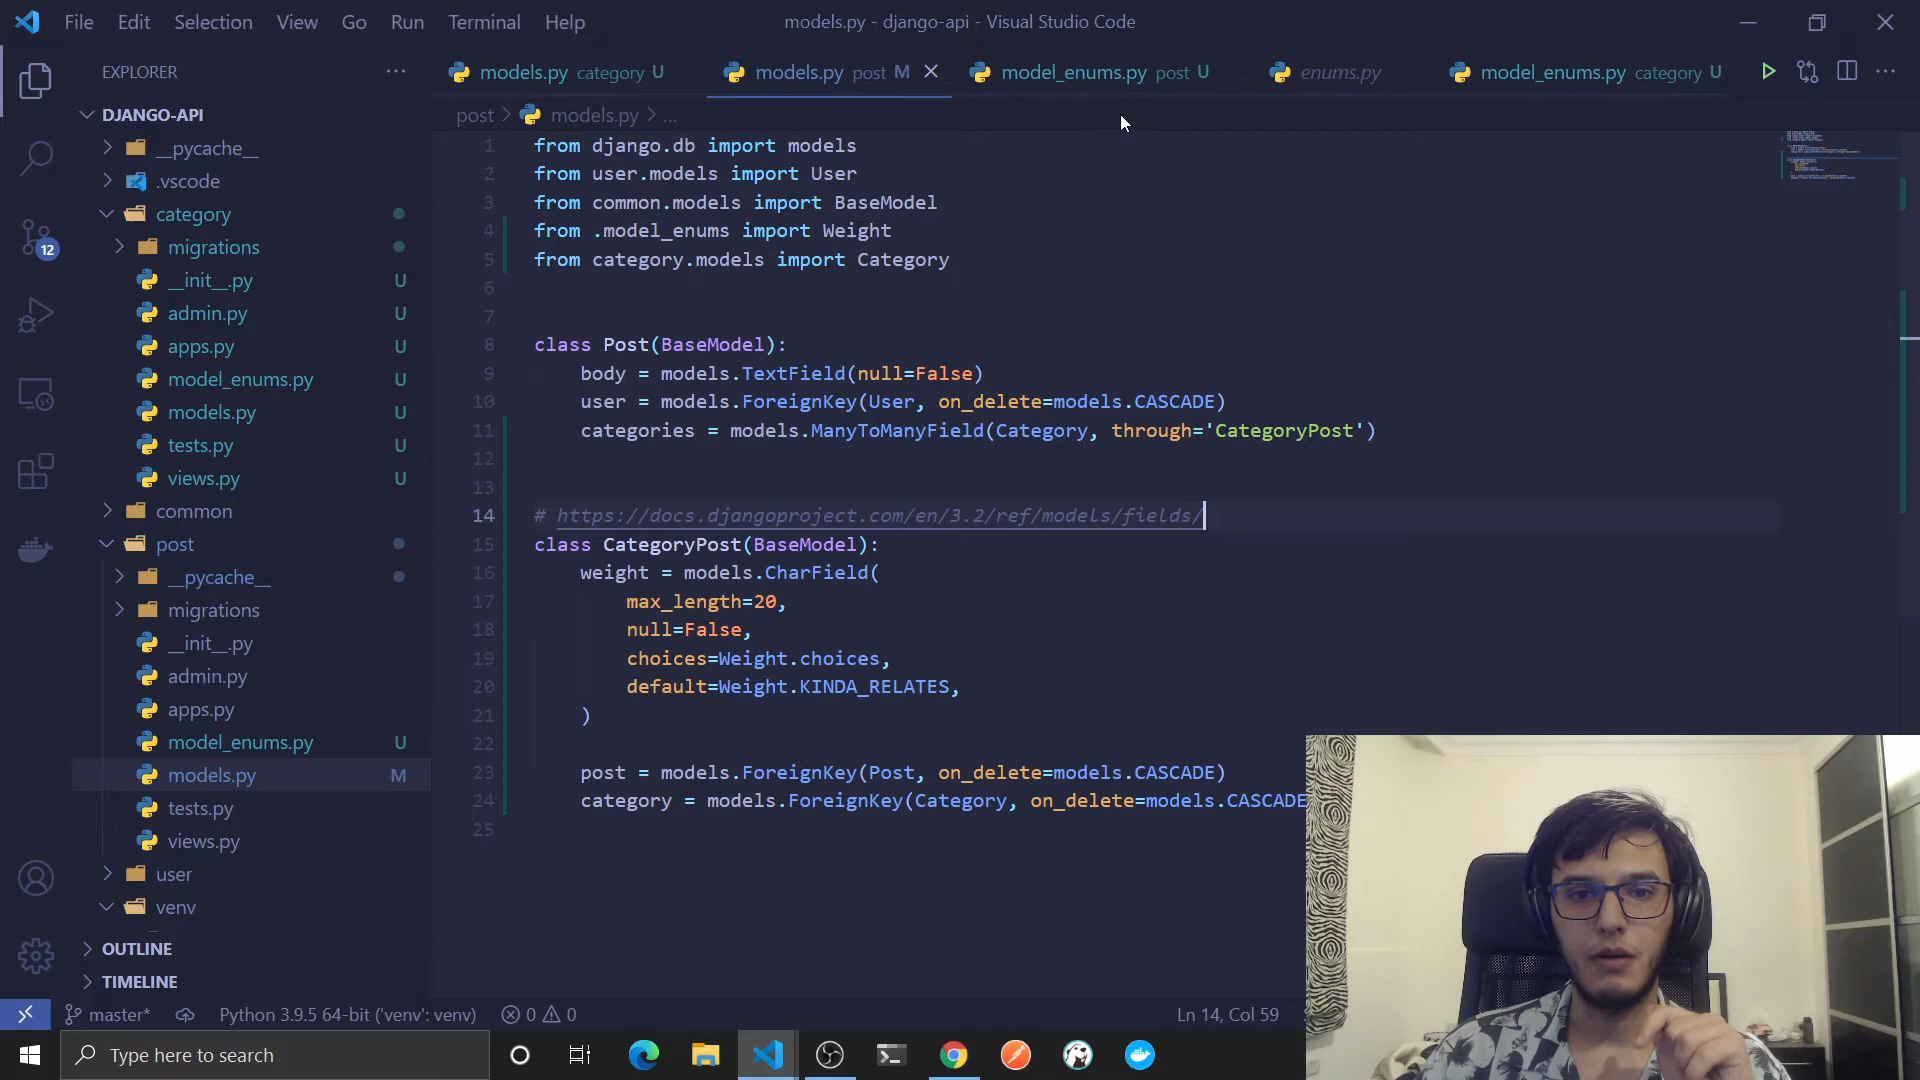 File Edit Selection View Go Run Terminal Help
models.py - django-api - Visual Studio Code
EXPLORER
models.py category U
models.py post M
model_enums.py post U
enums.py
model_enums.py category U
post > models.py > ...
DJANGO-API
__pycache__
.vscode
category
migrations
__init__.py U
admin.py U
apps.py U
model_enums.py U
models.py U
tests.py U
views.py U
common
post
__pycache__
migrations
__init__.py
admin.py
apps.py
model_enums.py U
models.py M
tests.py
views.py
user
venv
OUTLINE
TIMELINE
12
1 from django.db import models
2 from user.models import User
3 from common.models import BaseModel
4 from .model_enums import Weight
5 from category.models import Category
6
7
8 class Post(BaseModel):
9 body = models.TextField(null=False)
10 user = models.ForeignKey(User, on_delete=models.CASCADE)
11 categories = models.ManyToManyField(Category, through='CategoryPost')
12
13
14 # https://docs.djangoproject.com/en/3.2/ref/models/fields/
15 class CategoryPost(BaseModel):
16 weight = models.CharField(
17 max_length=20,
18 null=False,
19 choices=Weight.choices,
20 default=Weight.KINDA_RELATES,
21 )
22
23 post = models.ForeignKey(Post, on_delete=models.CASCADE)
24 category = models.ForeignKey(Category, on_delete=models.CASCADE
25
master* Python 3.9.5 64-bit ('venv': venv) 0 0 Ln 14, Col 59
Type here to search